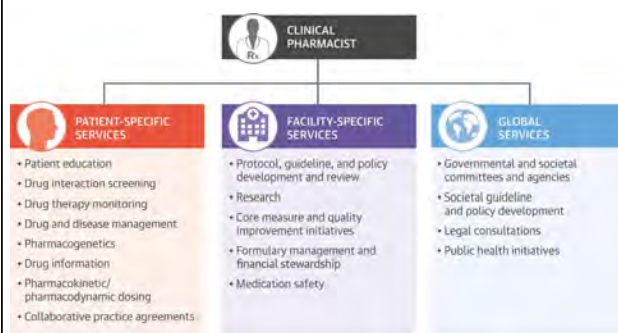 CLINICAL
PHARMACIST
Rx
PATIENT-SPECIFIC
SERVICES
• Patient education
• Drug interaction screening
• Drug therapy monitoring
• Drug and disease management
• Pharmacogenetics
• Drug information
• Pharmacokinetic/
pharmacodynamic dosing
• Collaborative practice agreements
FACILITY-SPECIFIC
SERVICES
• Protocol, guideline, and policy
development and review
• Research
• Core measure and quality
improvement initiatives
• Formulary management and
financial stewardship
• Medication safety
GLOBAL
SERVICES
• Governmental and societal
committees and agencies
• Societal guideline
and policy development
• Legal consultations
• Public health initiatives